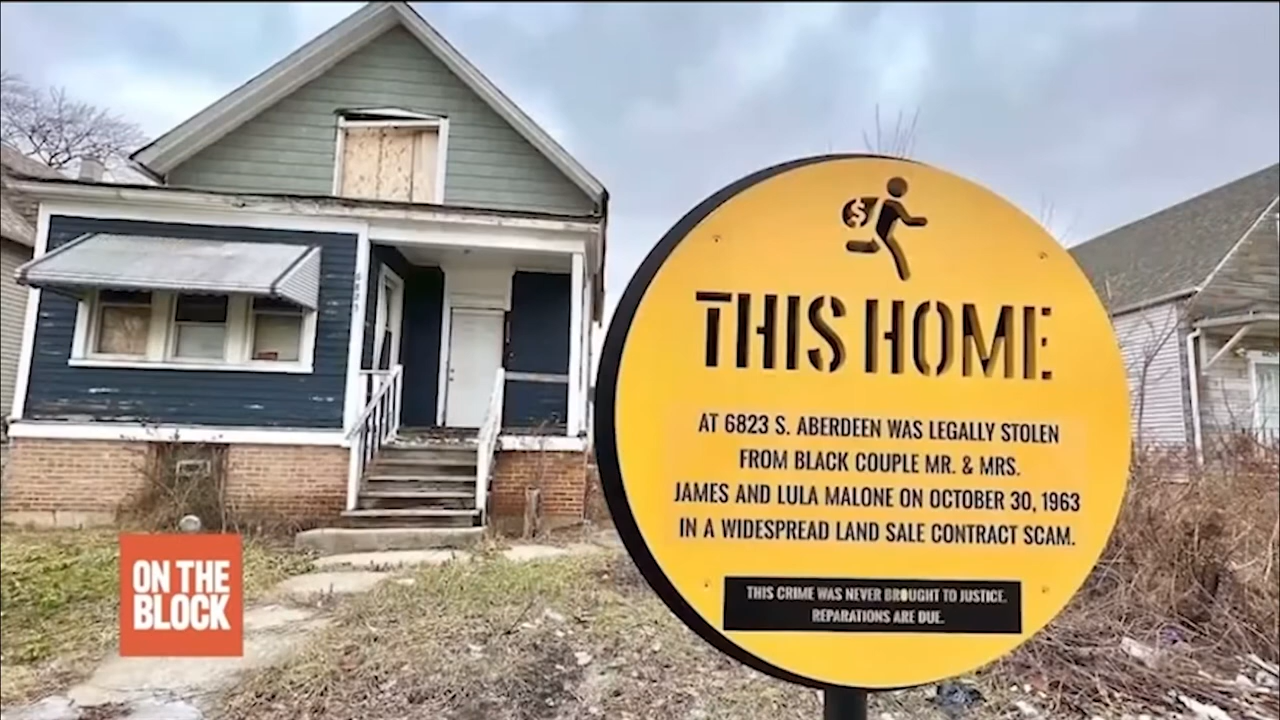 6823
$
THIS HOME
AT 6823 S. ABERDEEN WAS LEGALLY STOLEN
FROM BLACK COUPLE MR. & MRS.
JAMES AND LULA MALONE ON OCTOBER 30, 1963
IN A WIDESPREAD LAND SALE CONTRACT SCAM.
THIS CRIME WAS NEVER BROUGHT TO JUSTICE.
REPARATIONS ARE DUE.
ON THE
BLOCK